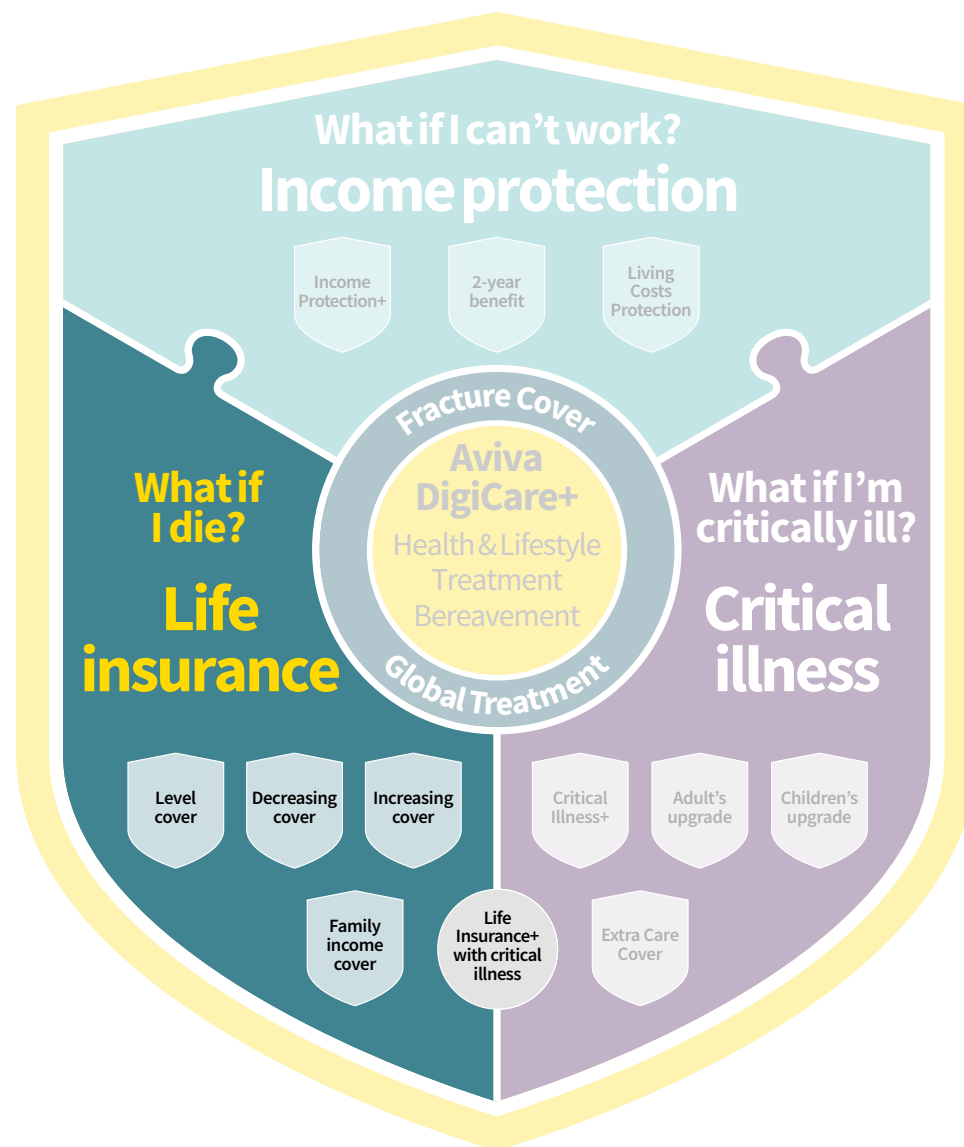 What if I can't work?
Income protection
Income
Protection+
2-year
benefit
Living
Costs
Protection
Fracture Cover
Aviva
DigiCare+
Health & Lifestyle
Treatment
Bereavement
Global Treatment
What if
I die?
Life
insurance
What if I'm
critically ill?
Critical
illness
Level
cover
Decreasing
cover
Increasing
cover
Critical
Illness+
Adult's
upgrade
Children's
upgrade
Family
income
cover
Life
Insurance+
with critical
illness
Extra Care
Cover